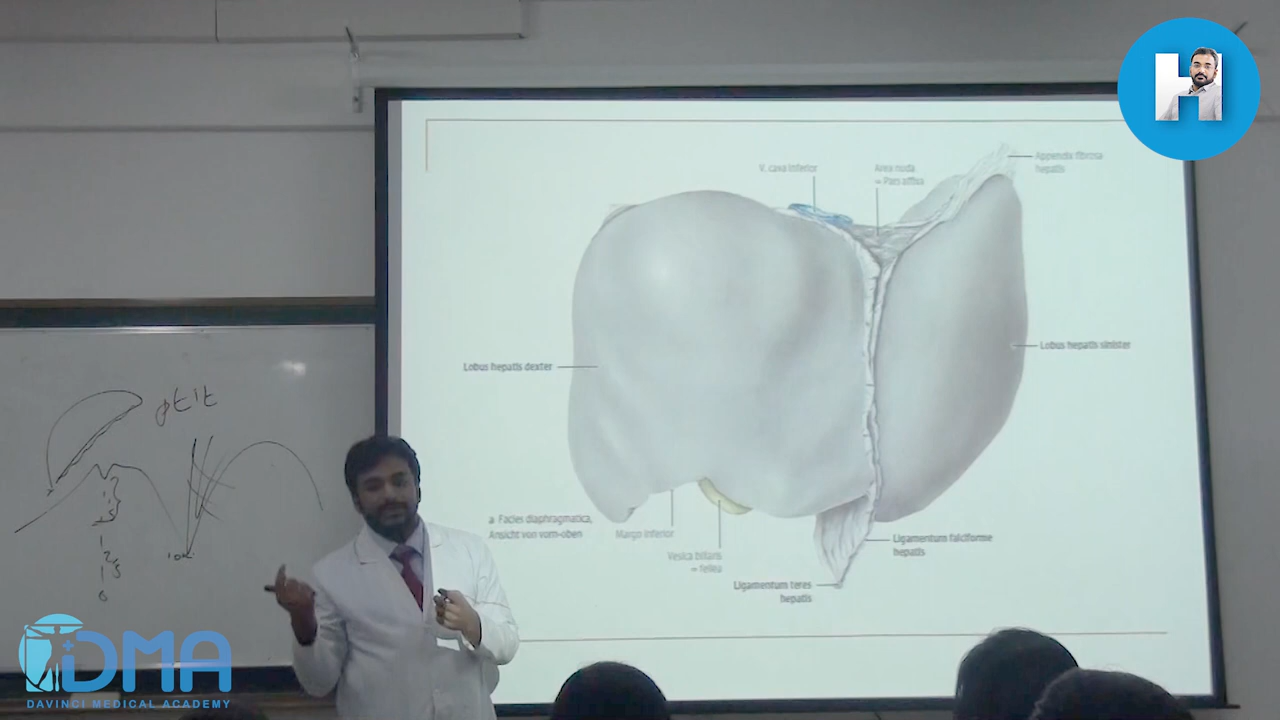 H
V. cava inferior
Area nuda
= Pars affixa
Appendix fibrosa
hepatis
Lobus hepatis dexter
Lobus hepatis sinister
a Facies diaphragmatica,
Ansicht von vorn-oben
Margo inferior
Vesica biliaris
= fellea
Ligamentum falciforme
hepatis
Ligamentum teres
hepatis
iDMA
DAVINCI MEDICAL ACADEMY